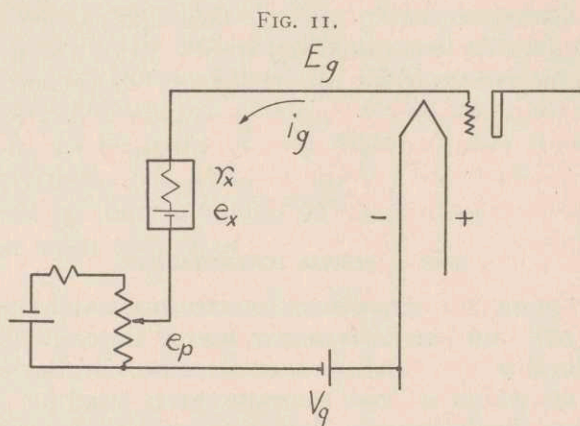 FIG. 11.
E_g
i_g
r_x
e_x
- +
e_p
V_g